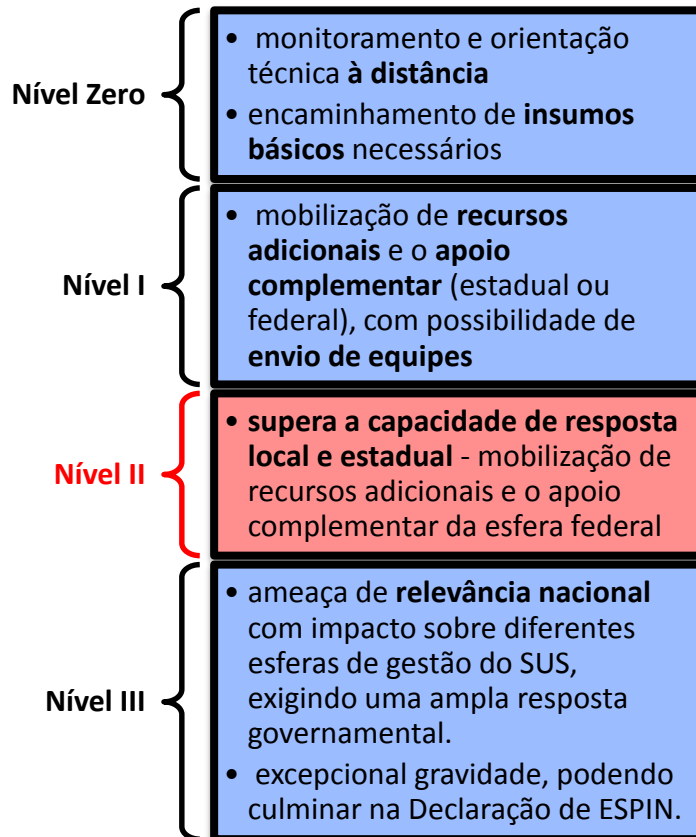 Nível Zero
• monitoramento e orientação
técnica à distância
• encaminhamento de insumos
básicos necessários
Nível I
• mobilização de recursos
adicionais e o apoio
complementar (estadual ou
federal), com possibilidade de
envio de equipes
Nível II
• supera a capacidade de resposta
local e estadual - mobilização de
recursos adicionais e o apoio
complementar da esfera federal
Nível III
• ameaça de relevância nacional
com impacto sobre diferentes
esferas de gestão do SUS,
exigindo uma ampla resposta
governamental.
• excepcional gravidade, podendo
culminar na Declaração de ESPIN.